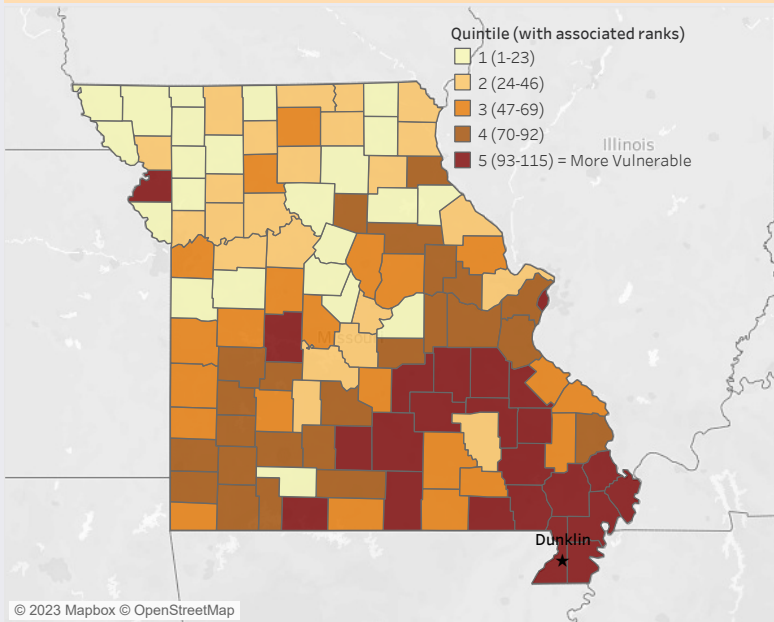 Quintile (with associated ranks)
1 (1-23)
2 (24-46)
3 (47-69)
4 (70-92)
5 (93-115) = More Vulnerable
Illinois
Missouri
Dunklin
© 2023 Mapbox © OpenStreetMap